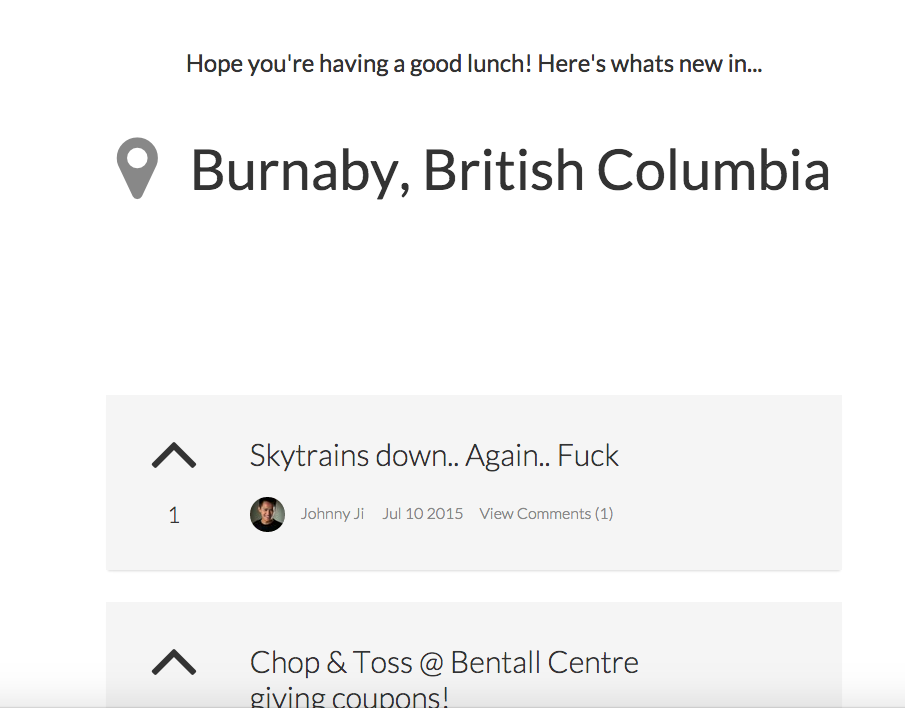 Hope you're having a good lunch! Here's whats new in...
Burnaby, British Columbia
Skytrains down.. Again.. Fuck
1
Johnny Ji Jul 10 2015 View Comments (1)
Chop & Toss @ Bentall Centre
giving coupons!